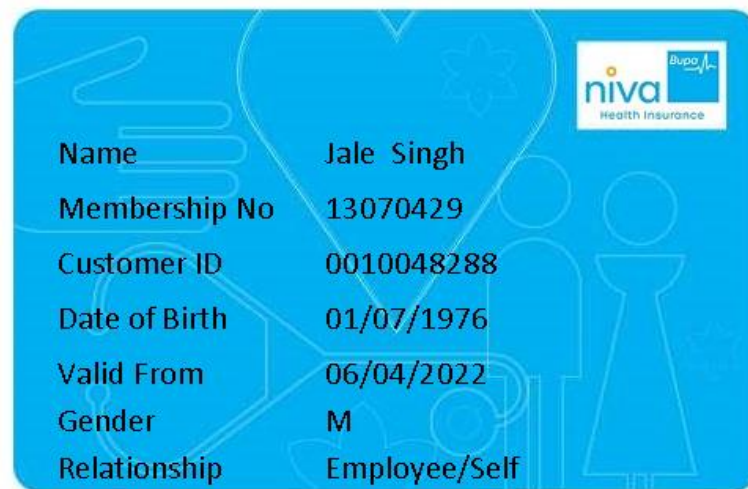 Bupa
niva
Health Insurance
Name Jale Singh
Membership No 13070429
Customer ID 0010048288
Date of Birth 01/07/1976
Valid From 06/04/2022
Gender M
Relationship Employee/Self